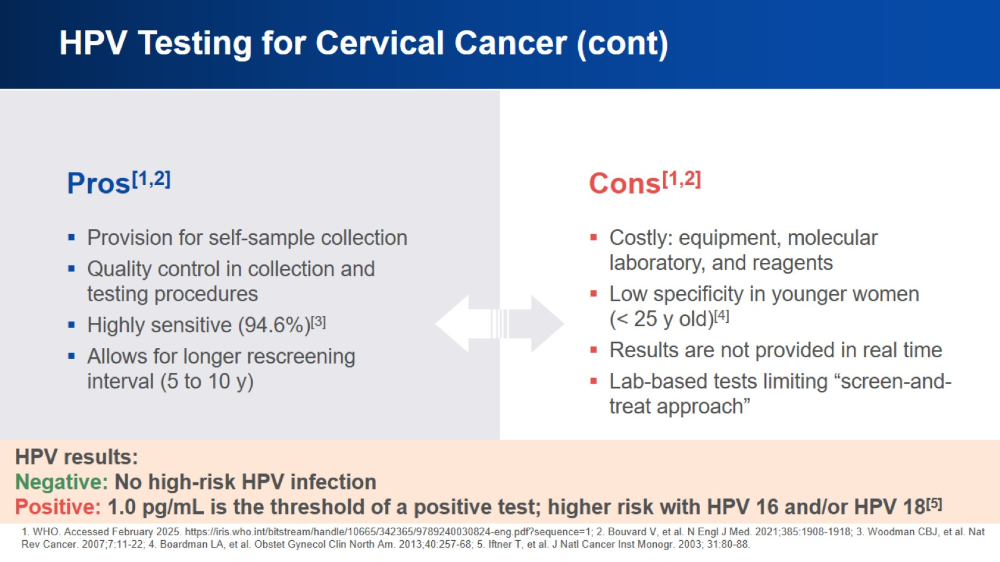 HPV Testing for Cervical Cancer (cont)
Pros[1,2]
▪ Provision for self-sample collection
▪ Quality control in collection and
testing procedures
▪ Highly sensitive (94.6%)[3]
▪ Allows for longer rescreening
interval (5 to 10 y)
Cons[1,2]
▪ Costly: equipment, molecular
laboratory, and reagents
▪ Low specificity in younger women
(< 25 y old)[4]
▪ Results are not provided in real time
▪ Lab-based tests limiting “screen-and-
treat approach”
HPV results:
Negative: No high-risk HPV infection
Positive: 1.0 pg/mL is the threshold of a positive test; higher risk with HPV 16 and/or HPV 18[5]
1. WHO. Accessed February 2025. https://iris.who.int/bitstream/handle/10665/342365/9789240030824-eng.pdf?sequence=1; 2. Bouvard V, et al. N Engl J Med. 2021;385:1908-1918; 3. Woodman CBJ, et al. Nat
Rev Cancer. 2007;7:11-22; 4. Boardman LA, et al. Obstet Gynecol Clin North Am. 2013;40:257-68; 5. Iftner T, et al. J Natl Cancer Inst Monogr. 2003; 31:80-88.